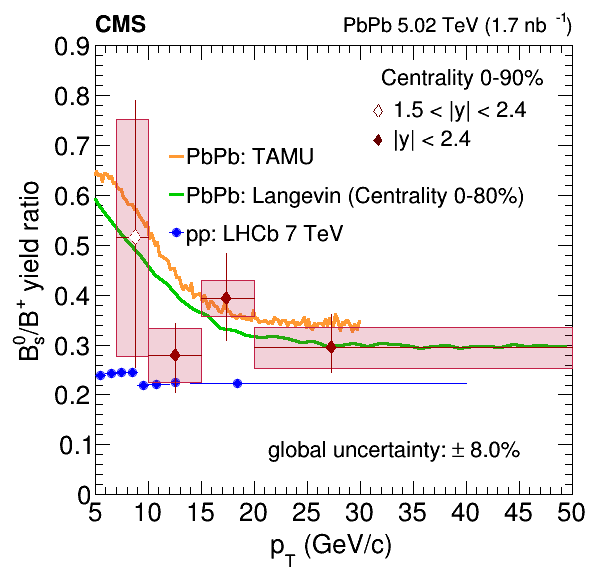 CMS PbPb 5.02 TeV (1.7 nb⁻¹)
Centrality 0-90%
1.5 < |y| < 2.4
|y| < 2.4
PbPb: TAMU
PbPb: Langevin (Centrality 0-80%)
pp: LHCb 7 TeV
global uncertainty: ± 8.0%
B⁰ₛ/B⁺ yield ratio
0.9
0.8
0.7
0.6
0.5
0.4
0.3
0.2
0.1
0
5 10 15 20 25 30 35 40 45 50
p_T (GeV/c)